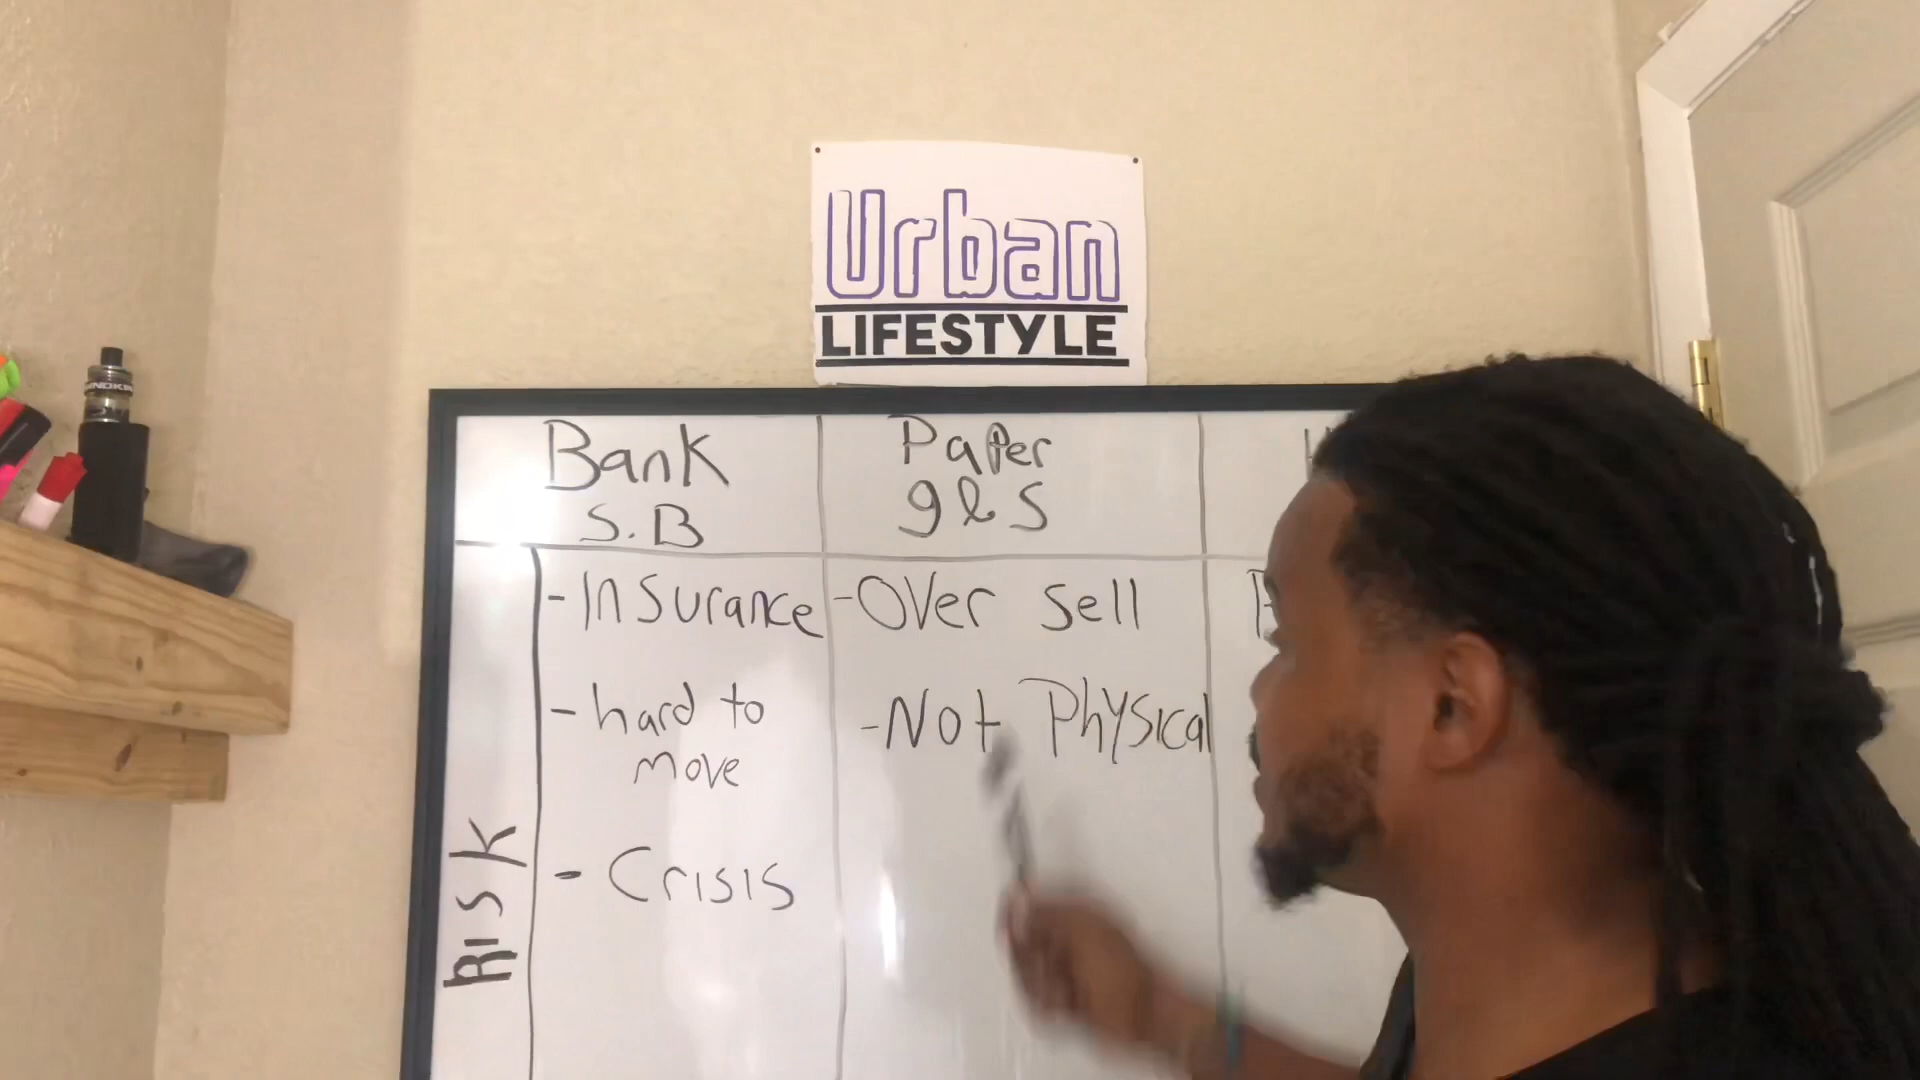 Urban
LIFESTYLE
Bank
S.B
Paper
g & S
- Insurance
- hard to
move
- Crisis
- Over sell
- Not Physical
RISK